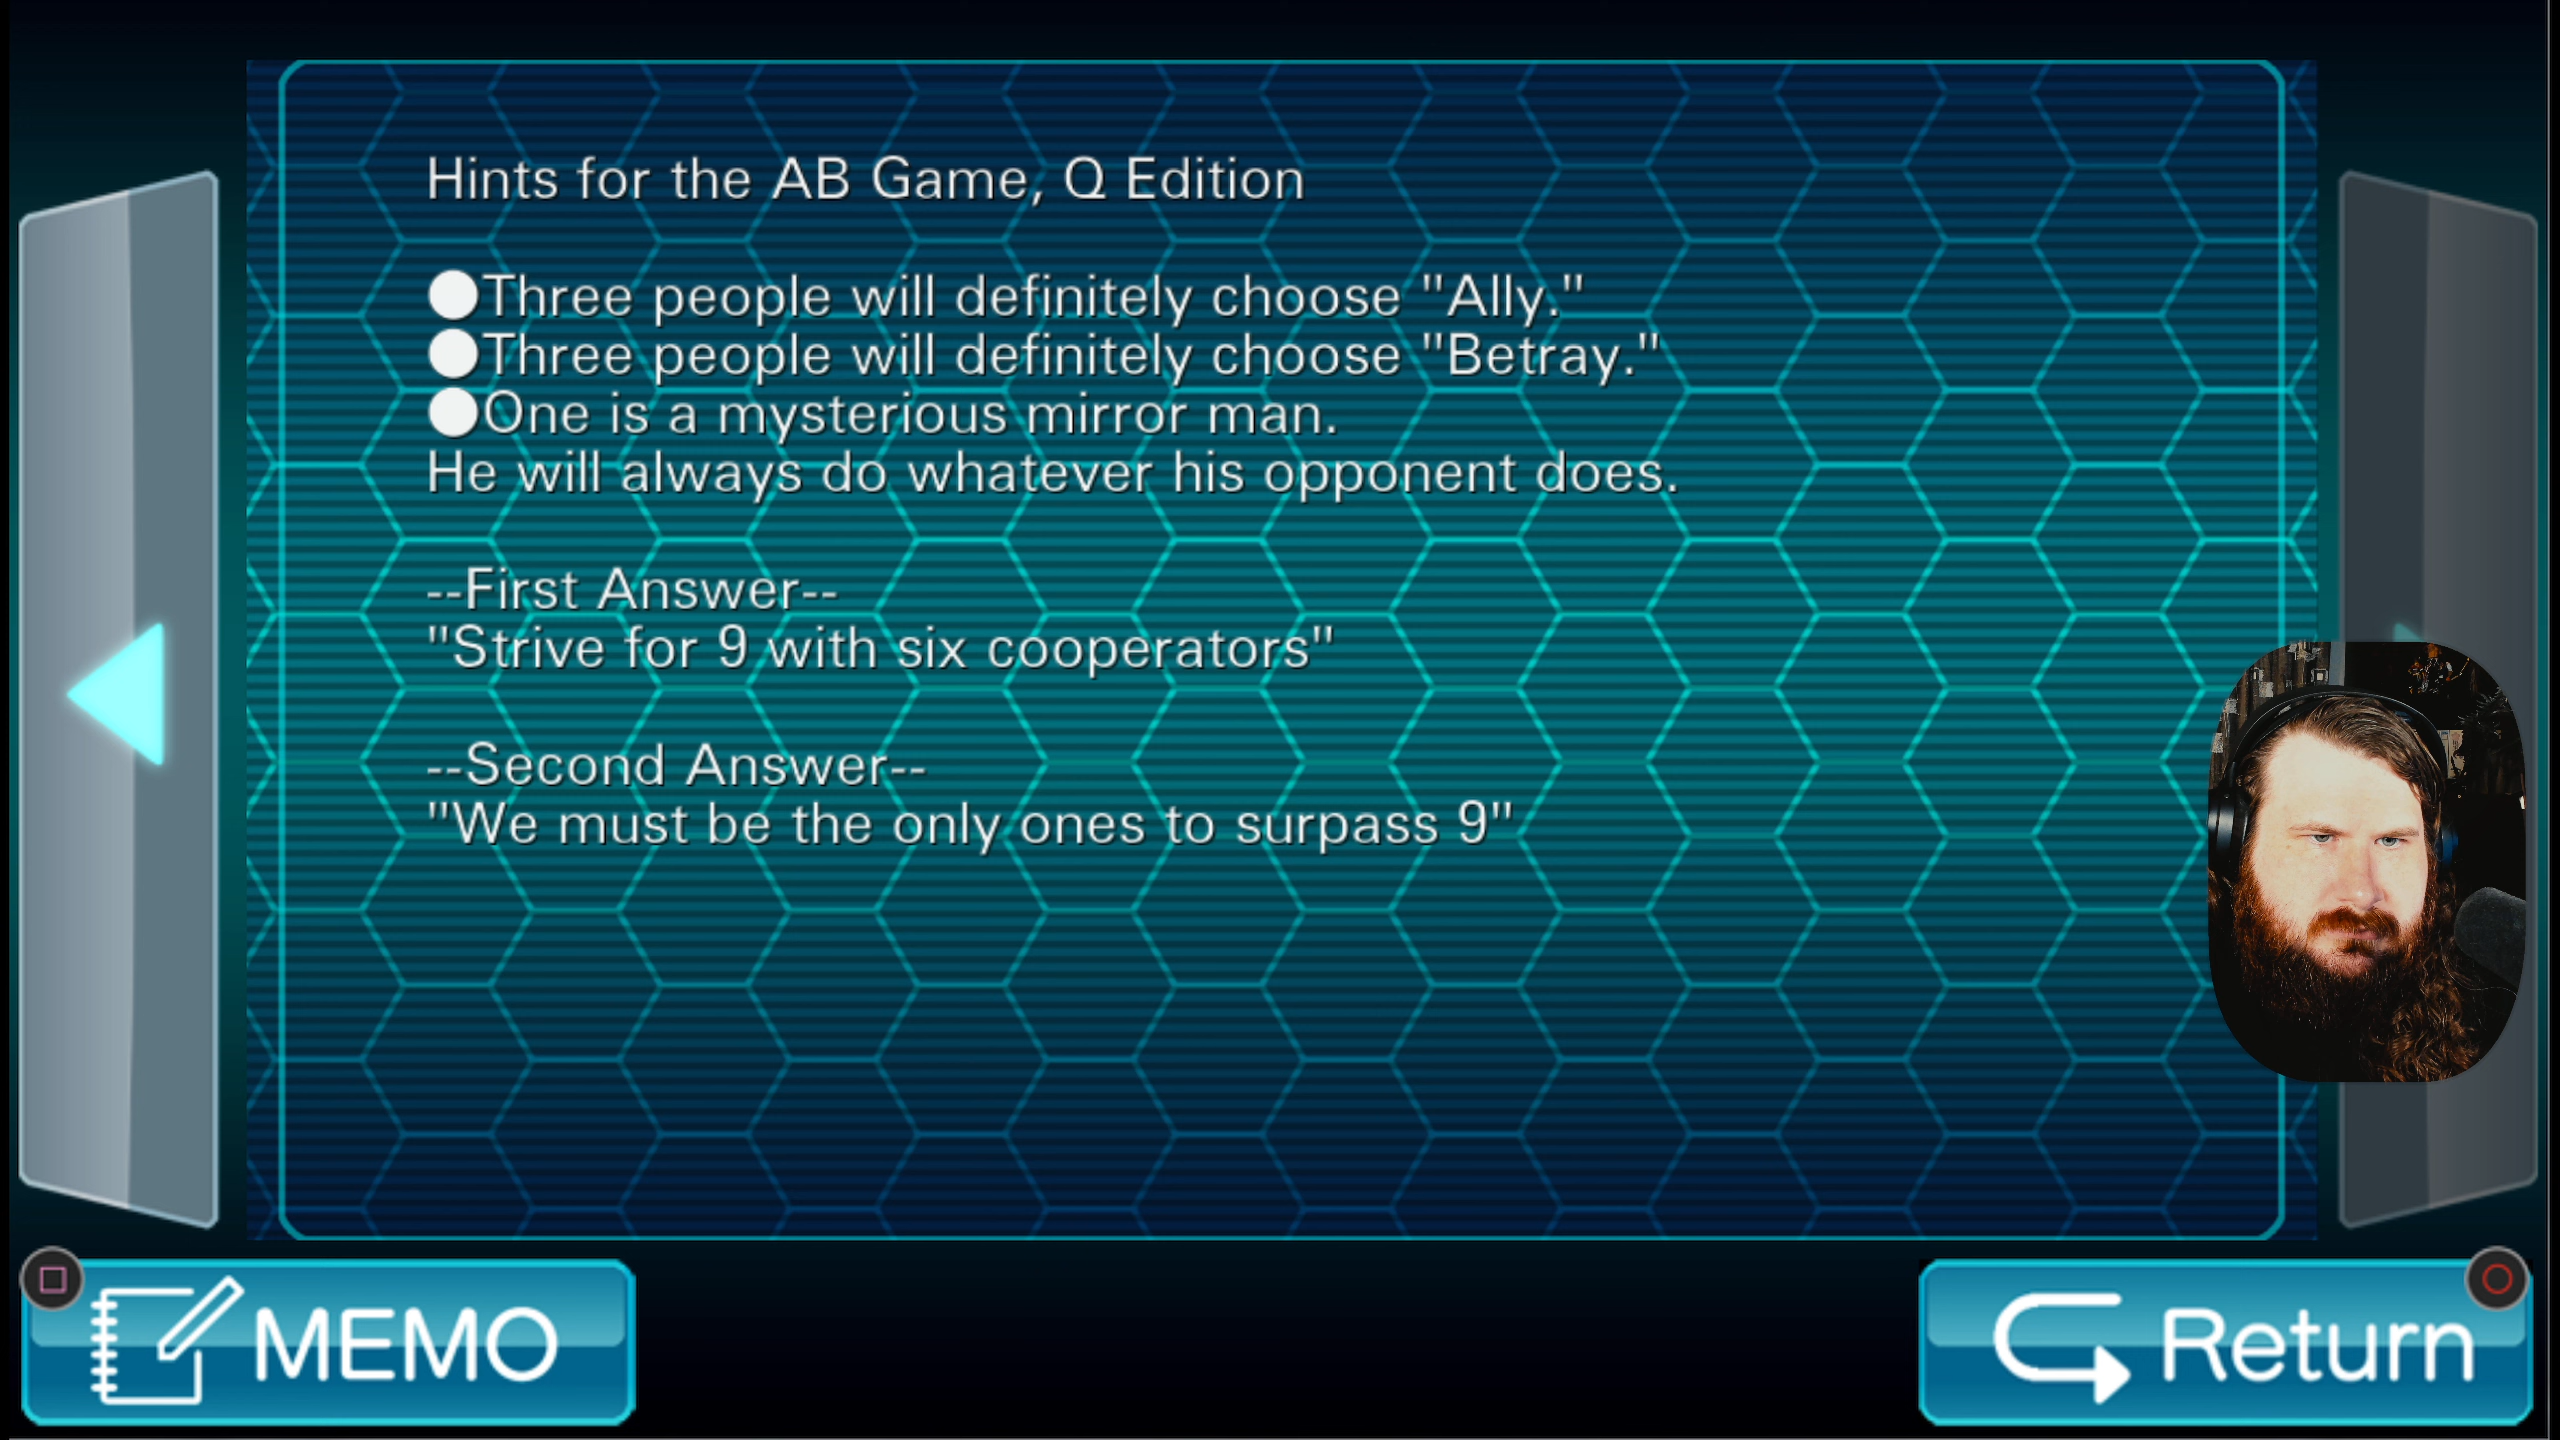 Hints for the AB Game, Q Edition
●Three people will definitely choose "Ally."
●Three people will definitely choose "Betray."
●One is a mysterious mirror man.
He will always do whatever his opponent does.
--First Answer--
"Strive for 9 with six cooperators"
--Second Answer--
"We must be the only ones to surpass 9"
MEMO
Return